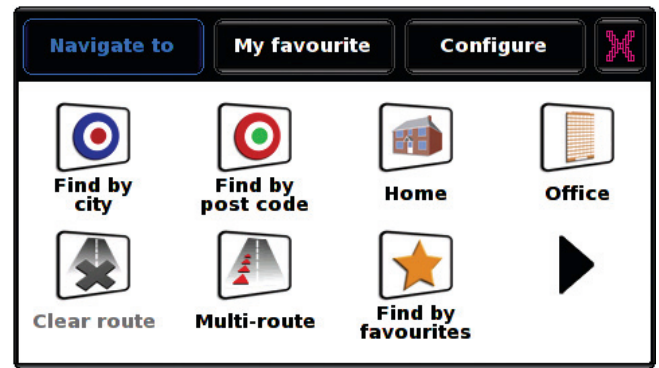 Navigate to
My favourite
Configure
Find by
city
Find by
post code
Home
Office
Clear route
Multi-route
Find by
favourites